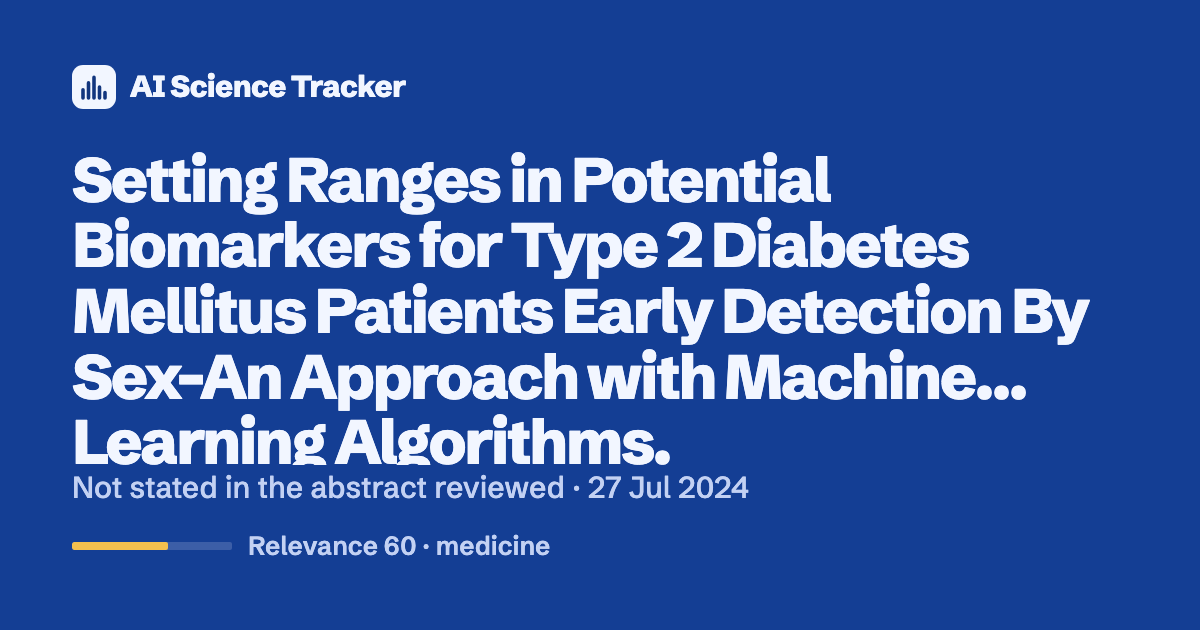 AI Science Tracker
Setting Ranges in Potential
Biomarkers for Type 2 Diabetes
Mellitus Patients Early Detection By
Sex-An Approach with Machine...
Learning Algorithms.
Not stated in the abstract reviewed · 27 Jul 2024
Relevance 60 · medicine